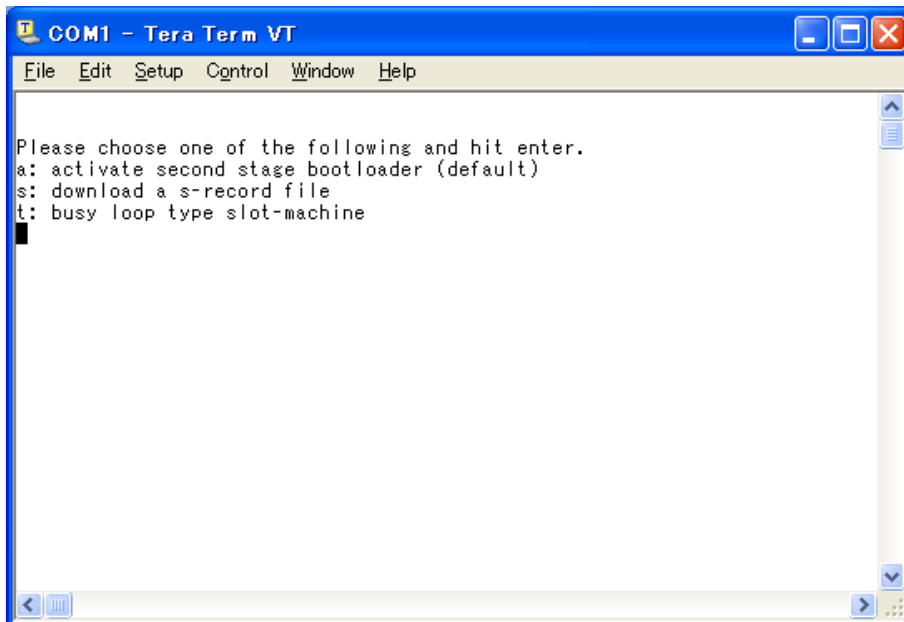 COM1 - Tera Term VT
File Edit Setup Control Window Help
Please choose one of the following and hit enter.
a: activate second stage bootloader (default)
s: download a s-record file
t: busy loop type slot-machine